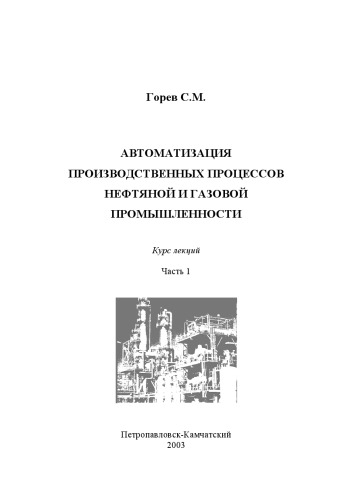 Горев С.М.
АВТОМАТИЗАЦИЯ
ПРОИЗВОДСТВЕННЫХ ПРОЦЕССОВ
НЕФТЯНОЙ И ГАЗОВОЙ
ПРОМЫШЛЕННОСТИ
Курс лекций
Часть 1
Петропавловск-Камчатский
2003